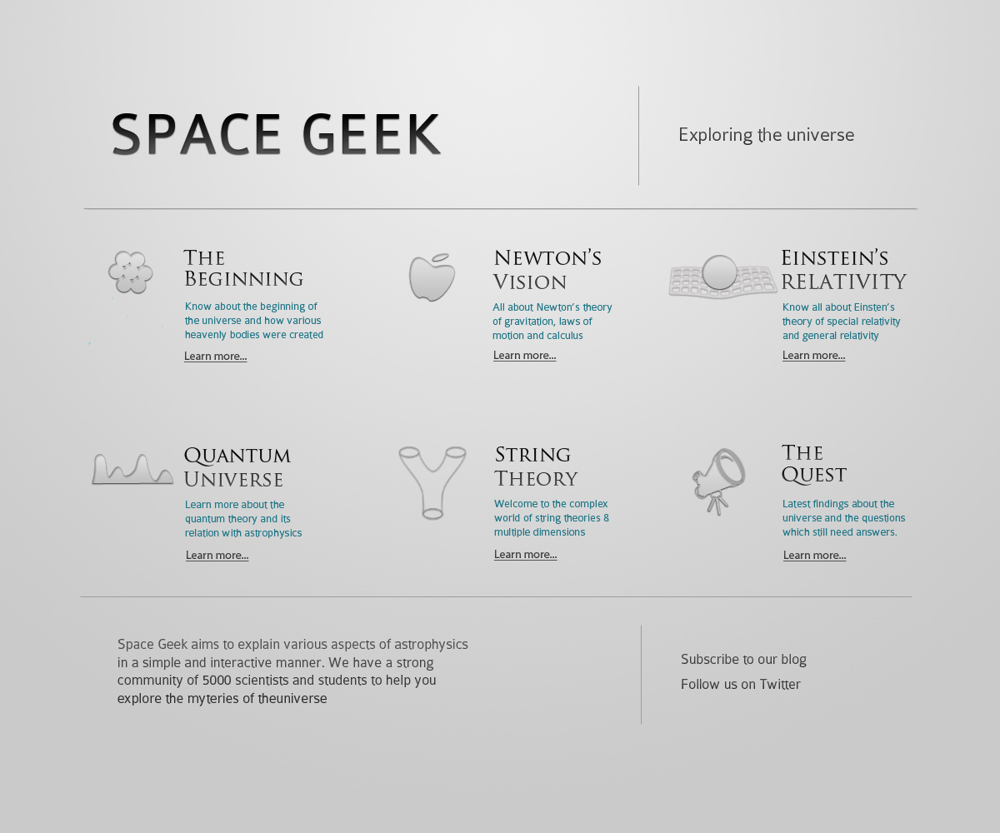 SPACE GEEK
Exploring the universe
The
Beginning
Know about the beginning of
the universe and how various
heavenly bodies were created
Learn more...
Newton's
Vision
All about Newton's theory
of gravitation, laws of
motion and calculus
Learn more...
Einstein's
Relativity
Know all about Einsten's
theory of special relativity
and general relativity
Learn more...
Quantum
Universe
Learn more about the
quantum theory and its
relation with astrophysics
Learn more...
String
Theory
Welcome to the complex
world of string theories 8
multiple dimensions
Learn more...
The
Quest
Latest findings about the
universe and the questions
which still need answers.
Learn more...
Space Geek aims to explain various aspects of astrophysics
in a simple and interactive manner. We have a strong
community of 5000 scientists and students to help you
explore the myteries of theuniverse
Subscribe to our blog
Follow us on Twitter